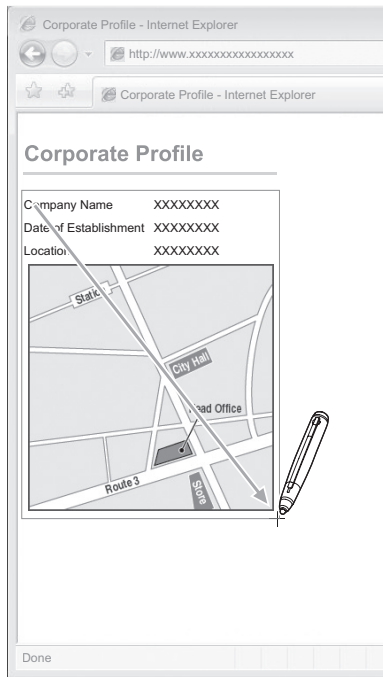 Corporate Profile - Internet Explorer
http://www.xxxxxxxxxxxxxxxxx
Corporate Profile - Internet Explorer
Corporate Profile
Company Name XXXXXXXX
Date of Establishment XXXXXXXX
Location XXXXXXXX
Station
City Hall
Head Office
Route 3
Store
Done